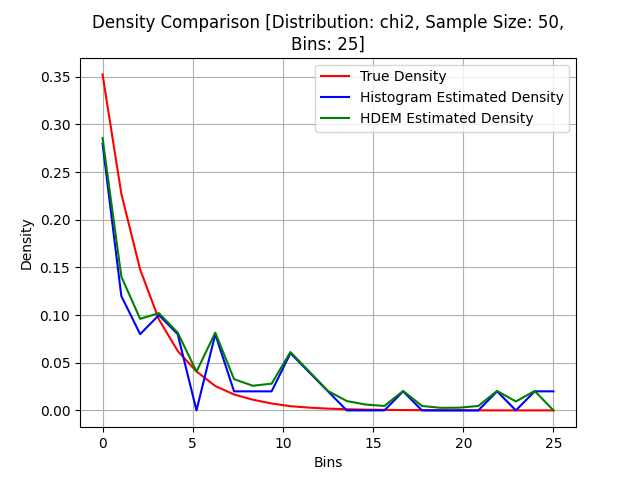 Density Comparison [Distribution: chi2, Sample Size: 50,
Bins: 25]
True Density
Histogram Estimated Density
HDEM Estimated Density
Density
0.35
0.30
0.25
0.20
0.15
0.10
0.05
0.00
0 5 10 15 20 25
Bins